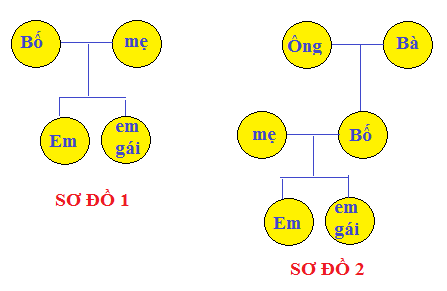 Bố
mẹ
Em
em
gái
SƠ ĐỒ 1
Ông
Bà
mẹ
Bố
Em
em
gái
SƠ ĐỒ 2